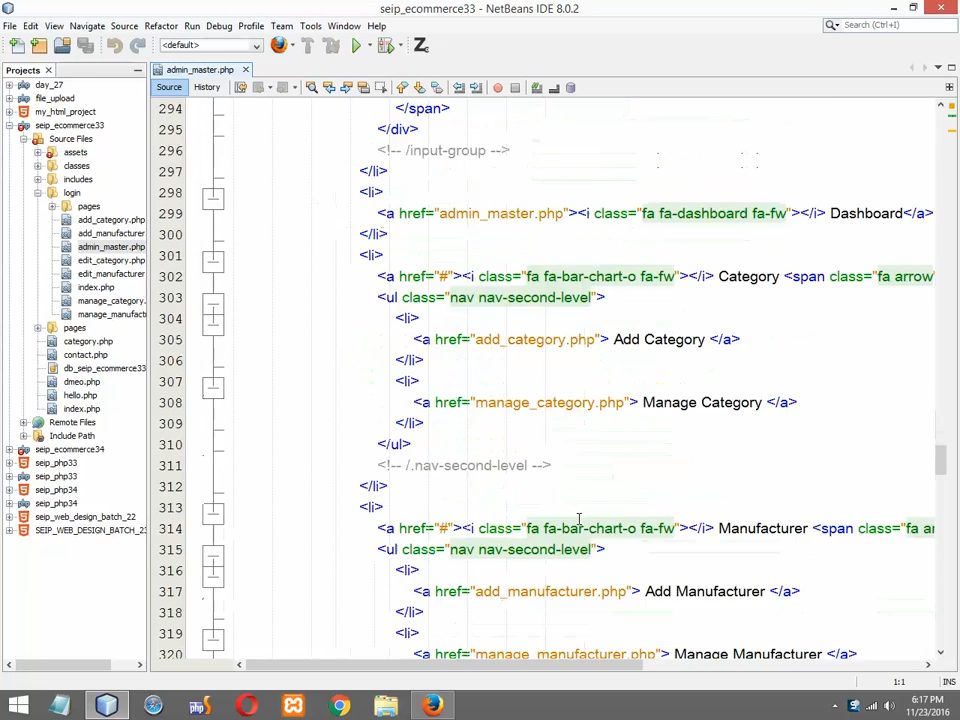 seip_ecommerce33 - NetBeans IDE 8.0.2
File Edit View Navigate Source Refactor Run Debug Profile Team Tools Window Help
Search (Ctrl+I)
<default>
Projects
admin_master.php
Source History
day_27
file_upload
my_html_project
seip_ecommerce33
Source Files
assets
classes
includes
login
pages
add_category.php
add_manufacturer
admin_master.php
edit_category.php
edit_manufacturer
index.php
manage_category.
manage_manufact
pages
category.php
contact.php
db_seip_ecommerce33
dmeo.php
hello.php
index.php
Remote Files
Include Path
seip_ecommerce34
seip_php33
seip_php33
seip_php34
seip_php34
seip_web_design_batch_22
SEIP_WEB_DESIGN_BATCH_23
294 </span>
295 </div>
296 <!-- /input-group -->
297 </li>
298 <li>
299 <a href="admin_master.php"><i class="fa fa-dashboard fa-fw"></i> Dashboard</a>
300 </li>
301 <li>
302 <a href="#"><i class="fa fa-bar-chart-o fa-fw"></i> Category <span class="fa arrow
303 <ul class="nav nav-second-level">
304 <li>
305 <a href="add_category.php"> Add Category </a>
306 </li>
307 <li>
308 <a href="manage_category.php"> Manage Category </a>
309 </li>
310 </ul>
311 <!-- /.nav-second-level -->
312 </li>
313 <li>
314 <a href="#"><i class="fa fa-bar-chart-o fa-fw"></i> Manufacturer <span class="fa ar
315 <ul class="nav nav-second-level">
316 <li>
317 <a href="add_manufacturer.php"> Add Manufacturer </a>
318 </li>
319 <li>
320 <a href="manage_manufacturer.php"> Manage Manufacturer </a>
1:1 INS
6:17 PM
11/23/2016